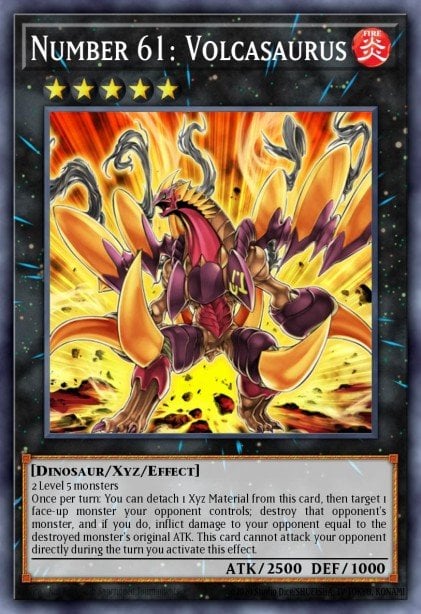 Number 61: Volcasaurus
FIRE
炎
61
[Dinosaur/Xyz/Effect]
2 Level 5 monsters
Once per turn: You can detach 1 Xyz Material from this card, then target 1
face-up monster your opponent controls; destroy that opponent's
monster, and if you do, inflict damage to your opponent equal to the
destroyed monster's original ATK. This card cannot attack your opponent
directly during the turn you activate this effect.
ATK/2500 DEF/1000